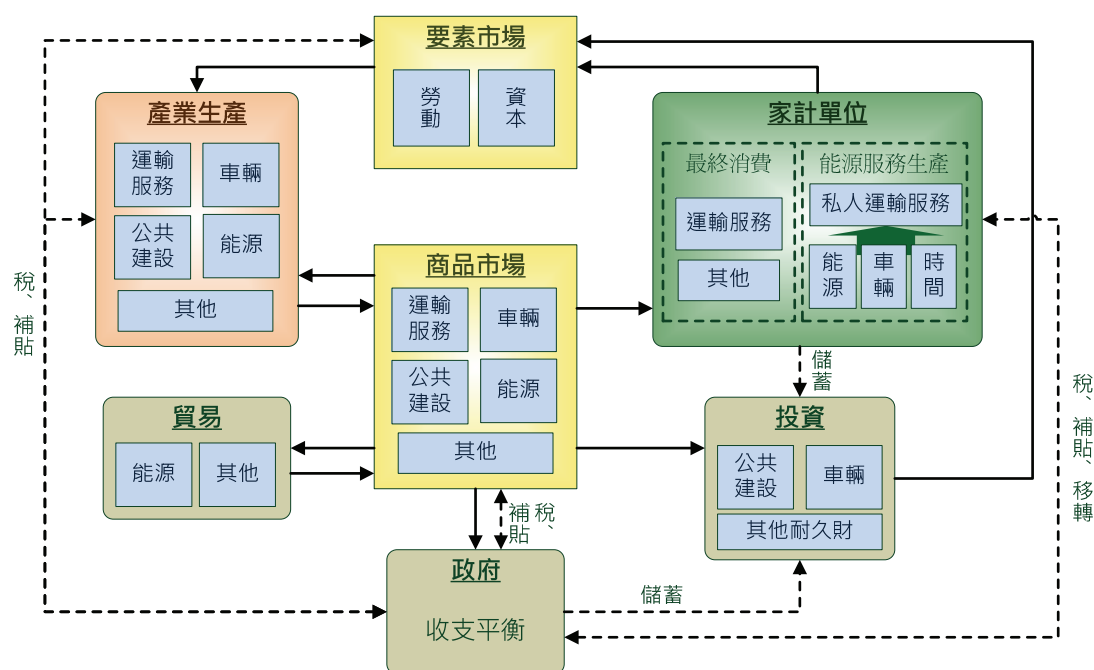 要素市場
勞動
資本
產業生產
運輸
服務
車輛
公共
建設
能源
其他
家計單位
最終消費
運輸服務
其他
能源服務生產
私人運輸服務
能源
車輛
時間
商品市場
運輸
服務
車輛
公共
建設
能源
其他
稅、補貼
儲蓄
貿易
能源
其他
投資
公共
建設
車輛
其他耐久財
稅、補貼、移轉
稅、
補貼
政府
收支平衡
儲蓄